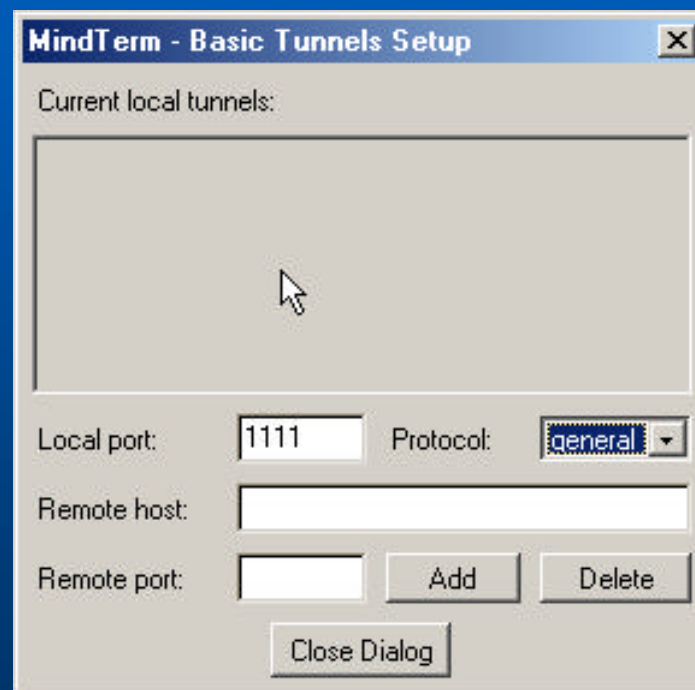 MindTerm - Basic Tunnels Setup
Current local tunnels:
Local port: 1111 Protocol: general
Remote host:
Remote port: Add Delete
Close Dialog